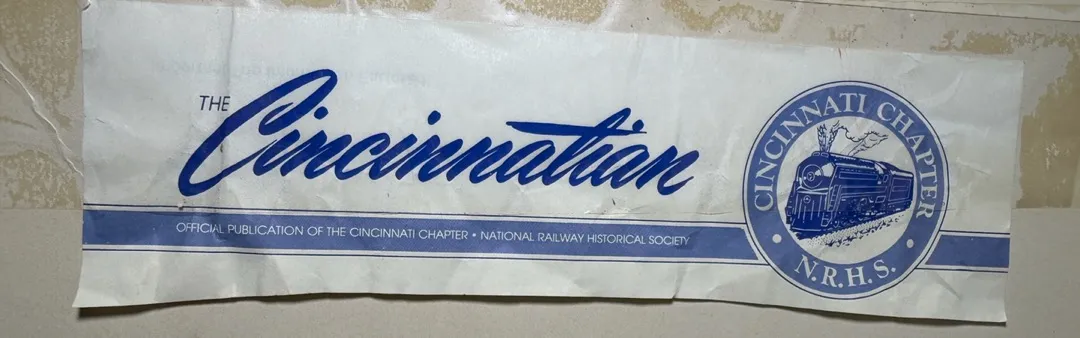 THE
Cincinnatian
OFFICIAL PUBLICATION OF THE CINCINNATI CHAPTER • NATIONAL RAILWAY HISTORICAL SOCIETY
CINCINNATI CHAPTER
• N.R.H.S. •